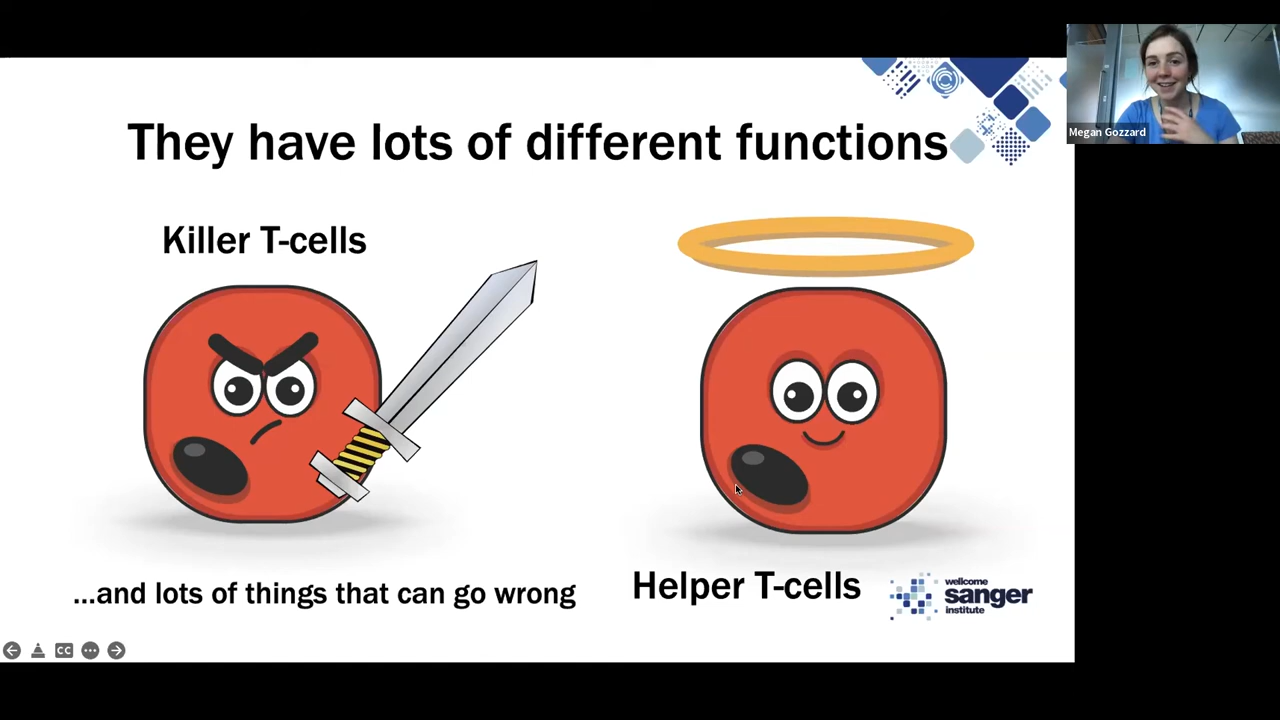 They have lots of different functions
Megan Gozzard
Killer T-cells
...and lots of things that can go wrong
Helper T-cells
wellcome
sanger
institute
CC